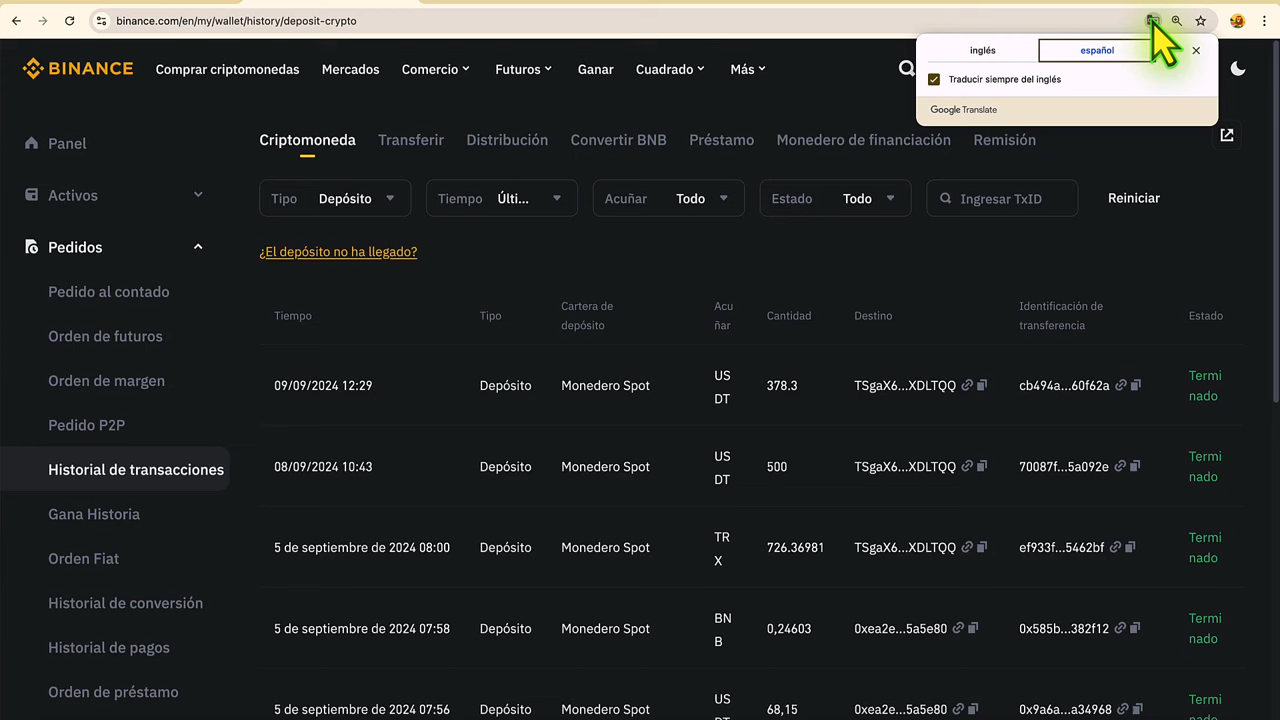 binance.com/en/my/wallet/history/deposit-crypto
inglés
español
Traducir siempre del inglés
Google Translate
BINANCE
Comprar criptomonedas
Mercados
Comercio
Futuros
Ganar
Cuadrado
Más
Panel
Activos
Pedidos
Pedido al contado
Orden de futuros
Orden de margen
Pedido P2P
Historial de transacciones
Gana Historia
Orden Fiat
Historial de conversión
Historial de pagos
Orden de préstamo
Criptomoneda
Transferir
Distribución
Convertir BNB
Préstamo
Monedero de financiación
Remisión
Tipo Depósito
Tiempo Últi...
Acuñar Todo
Estado Todo
Ingresar TxID
Reiniciar
¿El depósito no ha llegado?
Tiempo
Tipo
Cartera de
depósito
Acu
ñar
Cantidad
Destino
Identificación de
transferencia
Estado
09/09/2024 12:29
Depósito
Monedero Spot
US
DT
378.3
TSgaX6...XDLTQQ
cb494a...60f62a
Termi
nado
08/09/2024 10:43
Depósito
Monedero Spot
US
DT
500
TSgaX6...XDLTQQ
70087f...5a092e
Termi
nado
5 de septiembre de 2024 08:00
Depósito
Monedero Spot
TR
X
726.36981
TSgaX6...XDLTQQ
ef933f...5462bf
Termi
nado
5 de septiembre de 2024 07:58
Depósito
Monedero Spot
BN
B
0,24603
0xea2e...5a5e80
0x585b...382f12
Termi
nado
5 de septiembre de 2024 07:56
Depósito
Monedero Spot
US
68,15
0xea2e...5a5e80
0x9a6a...a34968
Termi